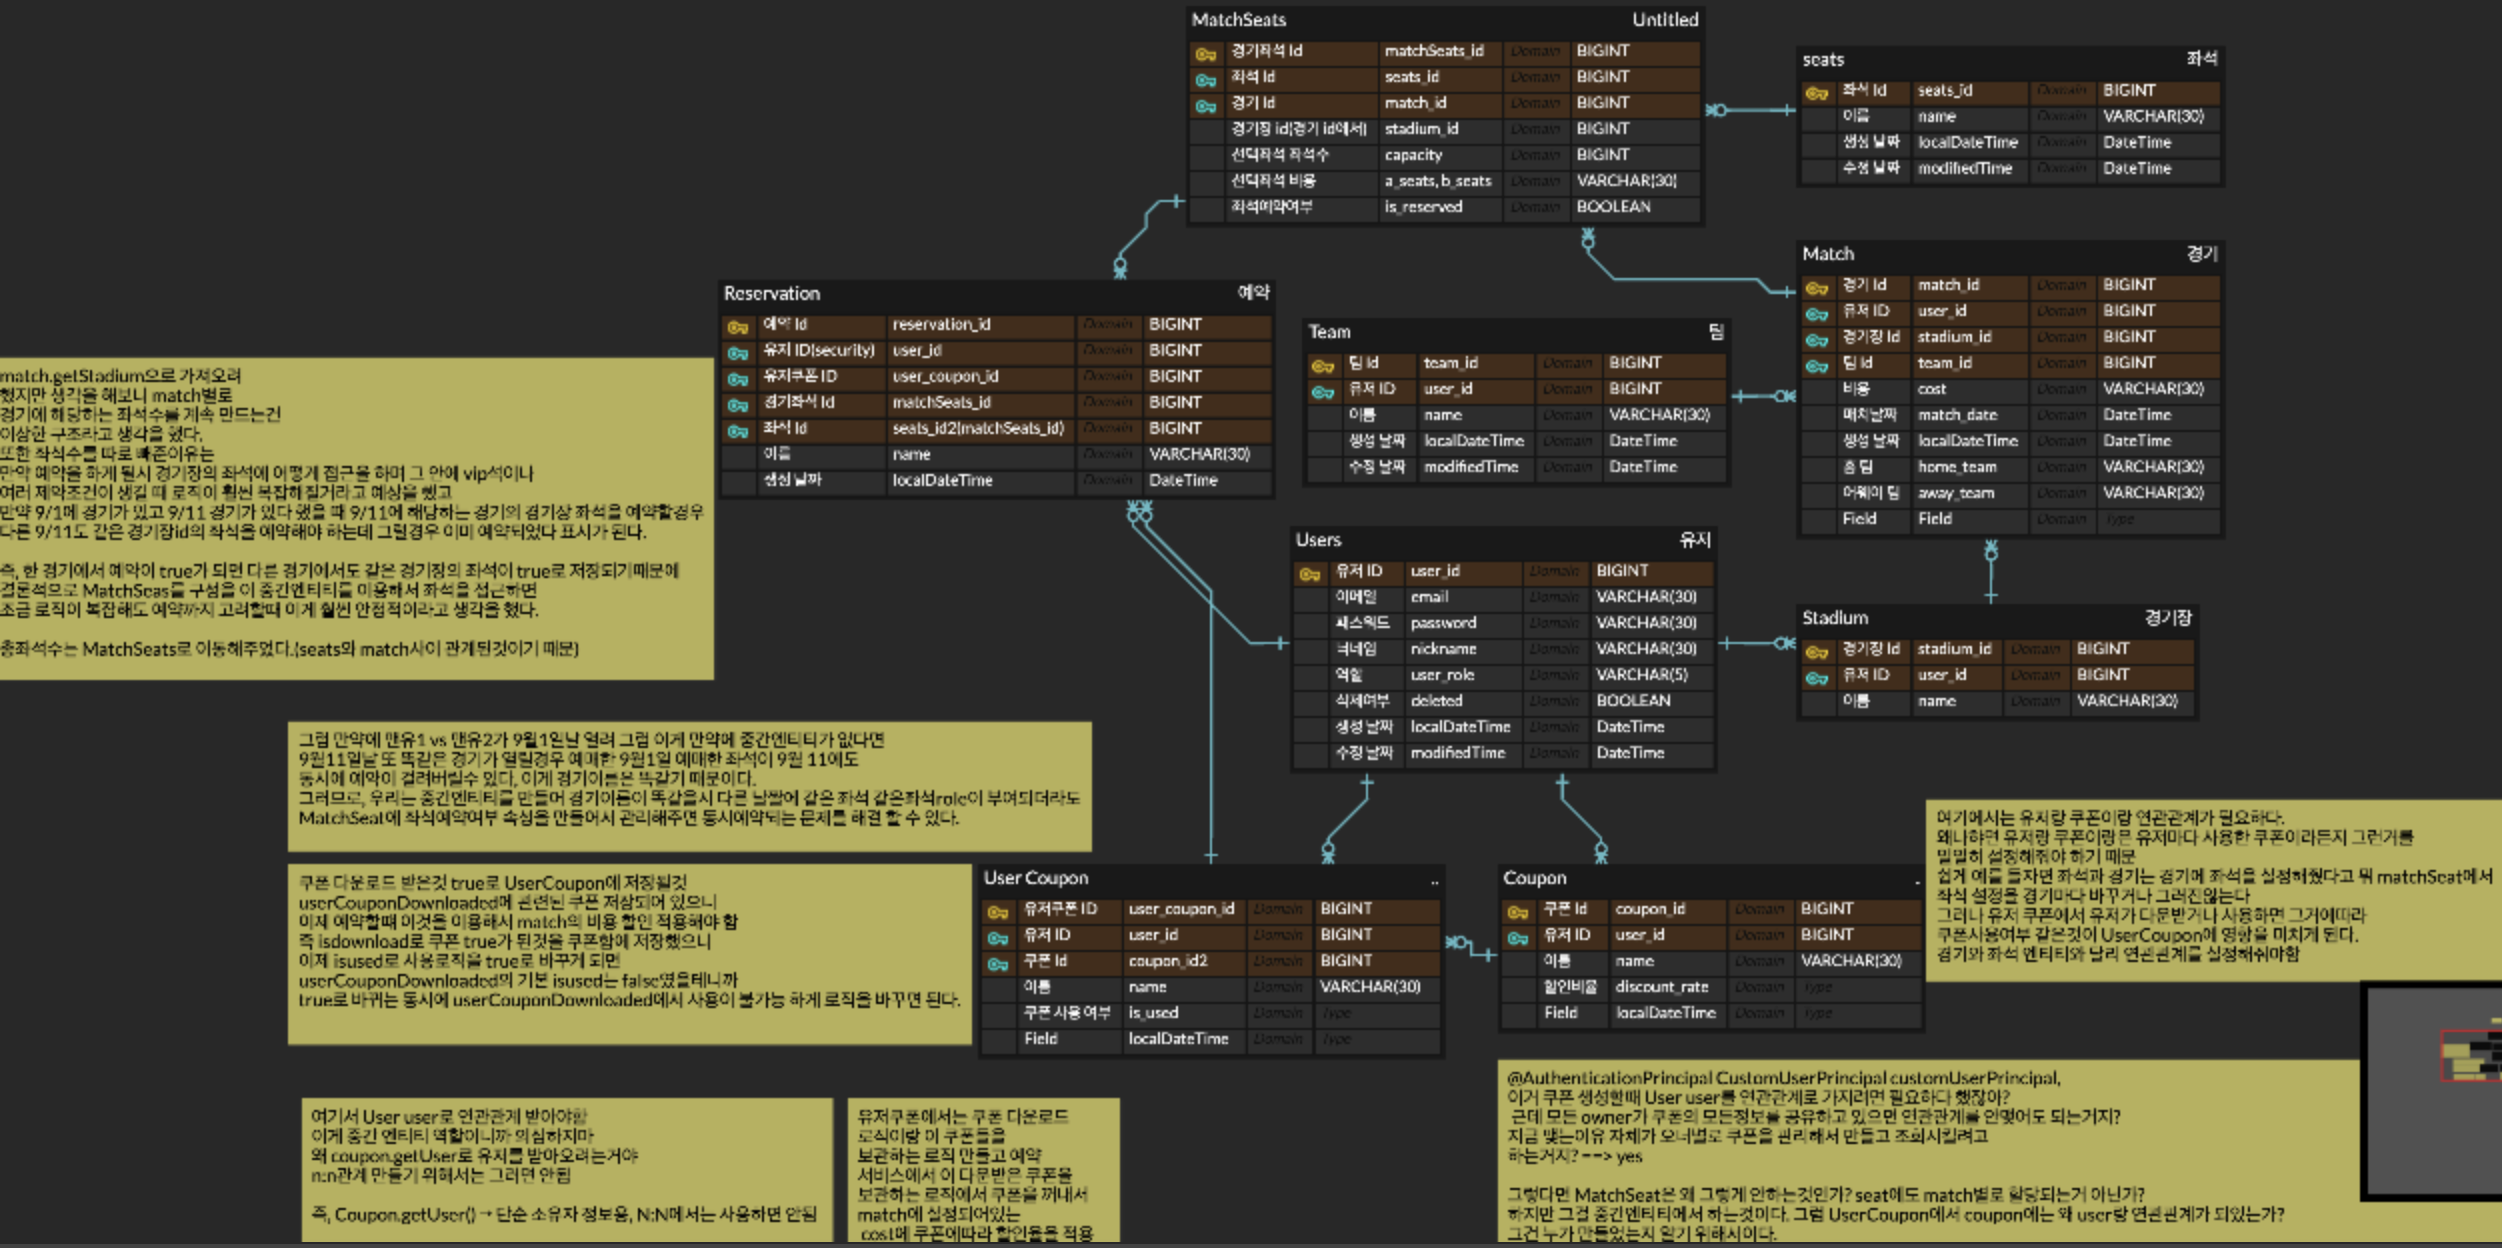 MatchSeats Untitled
경기좌석 Id matchSeats_id Domain BIGINT
좌석 Id seats_id Domain BIGINT
경기 Id match_id Domain BIGINT
경기장 id(경기 id에서) stadium_id Domain BIGINT
선택좌석 좌석수 capacity Domain BIGINT
선택좌석 비용 a_seats, b_seats Domain VARCHAR(30)
좌석예약여부 is_reserved Domain BOOLEAN
seats 좌석
좌석 Id seats_id Domain BIGINT
이름 name Domain VARCHAR(30)
생성 날짜 localDateTime Domain DateTime
수정 날짜 modifiedTime Domain DateTime
Reservation 예약
예약 Id reservation_id Domain BIGINT
유저 ID(security) user_id Domain BIGINT
유저쿠폰 ID user_coupon_id Domain BIGINT
경기좌석 Id matchSeats_id Domain BIGINT
좌석 Id seats_id2(matchSeats_id) Domain BIGINT
이름 name Domain VARCHAR(30)
생성 날짜 localDateTime Domain DateTime
Team 팀
팀 Id team_id Domain BIGINT
유저 ID user_id Domain BIGINT
이름 name Domain VARCHAR(30)
생성 날짜 localDateTime Domain DateTime
수정 날짜 modifiedTime Domain DateTime
Match 경기
경기 Id match_id Domain BIGINT
유저 ID user_id Domain BIGINT
경기장 Id stadium_id Domain BIGINT
팀 Id team_id Domain BIGINT
비용 cost Domain VARCHAR(30)
매치날짜 match_date Domain DateTime
생성 날짜 localDateTime Domain DateTime
홈 팀 home_team Domain VARCHAR(30)
어웨이 팀 away_team Domain VARCHAR(30)
Field Field Domain Type
match.getStadium으로 가져오려
했지만 생각을 해보니 match별로
경기에 해당하는 좌석수를 계속 만드는건
이상한 구조라고 생각을 했다.
또한 좌석수를 따로 빼준이유는
만약 예약을 하게 될시 경기장의 좌석에 어떻게 접근을 하며 그 안에 vip석이나
여러 제약조건이 생길 때 로직이 훨씬 복잡해질거라고 예상을 했고
만약 9/1에 경기가 있고 9/11 경기가 있다 했을 때 9/11에 해당하는 경기의 경기장 좌석을 예약할경우
다른 9/11도 같은 경기장id의 좌석을 예약해야 하는데 그럴경우 이미 예약되었다 표시가 된다.
즉, 한 경기에서 예약이 true가 되면 다른 경기에서도 같은 경기장의 좌석이 true로 저장되기때문에
결론적으로 MatchSeas를 구성을 이 중간엔티티를 이용해서 좌석을 접근하면
조금 로직이 복잡해도 예약까지 고려할때 이게 훨씬 안정적이라고 생각을 했다.
총좌석수는 MatchSeats로 이동해주었다.(seats와 match사이 관계된것이기 때문)
Users 유저
유저 ID user_id Domain BIGINT
이메일 email Domain VARCHAR(30)
패스워드 password Domain VARCHAR(30)
닉네임 nickname Domain VARCHAR(30)
역할 user_role Domain VARCHAR(5)
삭제여부 deleted Domain BOOLEAN
생성 날짜 localDateTime Domain DateTime
수정 날짜 modifiedTime Domain DateTime
Stadium 경기장
경기장 Id stadium_id Domain BIGINT
유저 ID user_id Domain BIGINT
이름 name Domain VARCHAR(30)
그럼 만약에 맨유1 vs 맨유2가 9월1일날 열려 그럼 이게 만약에 중간엔티티가 없다면
9월11일날 또 똑같은 경기가 열릴경우 예매한 9월1일 예매한 좌석이 9월 11에도
동시에 예약이 걸려버릴수 있다, 이게 경기이름은 똑같기 때문이다.
그러므로, 우리는 중간엔티티를 만들어 경기이름이 똑같을시 다른 날짜에 같은 좌석 같은좌석role이 부여되더라도
MatchSeat에 좌석예약여부 속성을 만들어서 관리해주면 동시예약되는 문제를 해결 할 수 있다.
쿠폰 다운로드 받은것 true로 UserCoupon에 저장될것
userCouponDownloaded에 관련된 쿠폰 저장되어 있으니
이제 예약할때 이것을 이용해서 match의 비용 할인 적용해야 함
즉 isdownload로 쿠폰 true가 된것을 쿠폰함에 저장했으니
이제 isused로 사용로직을 true로 바꾸게 되면
userCouponDownloaded의 기본 isused는 false였을테니까
true로 바뀌는 동시에 userCouponDownloaded에서 사용이 불가능 하게 로직을 바꾸면 된다.
User Coupon ..
유저쿠폰 ID user_coupon_id Domain BIGINT
유저 ID user_id Domain BIGINT
쿠폰 Id coupon_id2 Domain BIGINT
이름 name Domain VARCHAR(30)
쿠폰 사용 여부 is_used Domain Type
Field localDateTime Domain Type
Coupon .
쿠폰 Id coupon_id Domain BIGINT
유저 ID user_id Domain BIGINT
이름 name Domain VARCHAR(30)
할인비율 discount_rate Domain Type
Field localDateTime Domain Type
여기에서는 유저랑 쿠폰이랑 연관관계가 필요하다.
왜냐하면 유저랑 쿠폰이랑은 유저마다 사용한 쿠폰이라든지 그런거를
밀밀히 설정해줘야 하기 때문
쉽게 예를 들자면 좌석과 경기는 경기에 좌석을 설정해줬다고 뭐 matchSeat에서
좌석 설정을 경기마다 바꾸거나 그러진않는다
그러나 유저 쿠폰에서 유저가 다운받거나 사용하면 그거에따라
쿠폰사용여부 같은것이 UserCoupon에 영향을 미치게 된다.
경기와 좌석 엔티티와 달리 연관관계를 설정해줘야함
여기서 User user로 연관관계 받아야함
이게 중간 엔티티 역할이니까 의심하지마
왜 coupon.getUser로 유저를 받아오려는거야
n:n관계 만들기 위해서는 그러면 안됨
즉, Coupon.getUser() → 단순 소유자 정보용, N:N에서는 사용하면 안됨
유저쿠폰에서는 쿠폰 다운로드
로직이랑 이 쿠폰들을
보관하는 로직 만들고 예약
서비스에서 이 다운받은 쿠폰을
보관하는 로직에서 쿠폰을 꺼내서
match에 설정되어있는
cost에 쿠폰에따라 할인율을 적용
@AuthenticationPrincipal CustomUserPrincipal customUserPrincipal,
이거 쿠폰 생성할때 User user를 연관관계로 가지려면 필요하다 했잖아?
근데 모든 owner가 쿠폰의 모든정보를 공유하고 있으면 연관관계를 안맺어도 되는거지?
지금 맺는이유 자체가 오너별로 쿠폰을 관리해서 만들고 조회시킬려고
하는거지? ==> yes
그렇다면 MatchSeat은 왜 그렇게 안하는것인가? seat에도 match별로 할당되는거 아닌가?
하지만 그걸 중간엔티티에서 하는것이다. 그럼 UserCoupon에서 coupon에는 왜 user랑 연관관계가 되있는가?
그건 누가 만들었는지 알기 위해서이다.